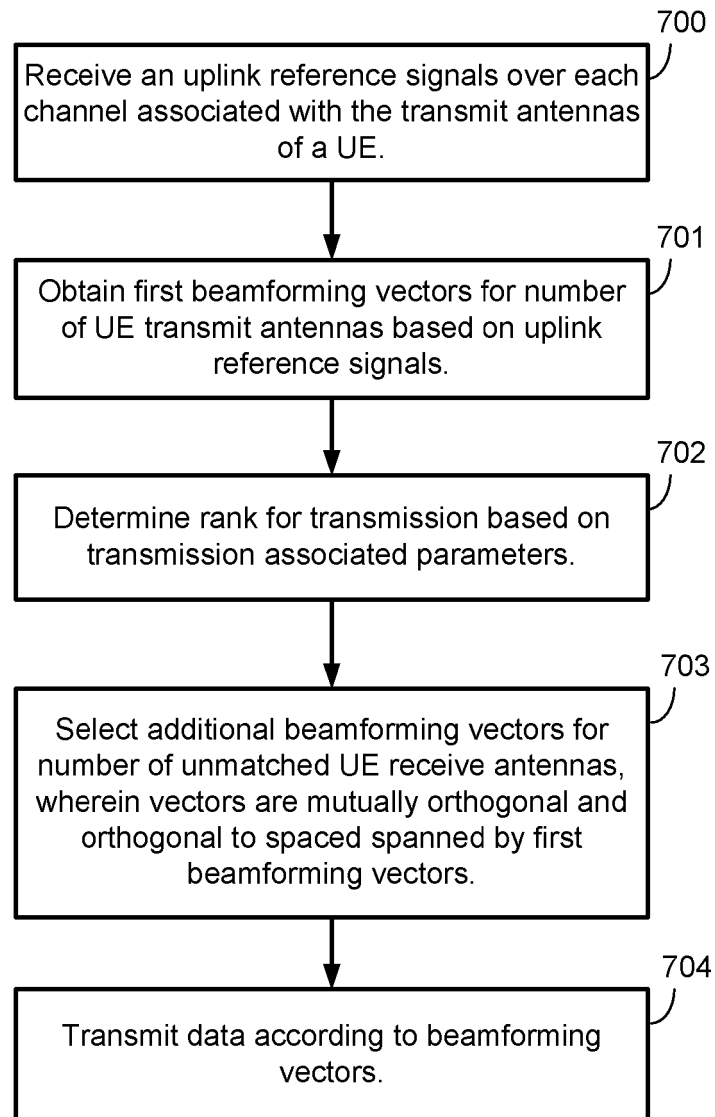 700
Receive an uplink reference signals over each
channel associated with the transmit antennas
of a UE.
701
Obtain first beamforming vectors for number
of UE transmit antennas based on uplink
reference signals.
702
Determine rank for transmission based on
transmission associated parameters.
703
Select additional beamforming vectors for
number of unmatched UE receive antennas,
wherein vectors are mutually orthogonal and
orthogonal to spaced spanned by first
beamforming vectors.
704
Transmit data according to beamforming
vectors.